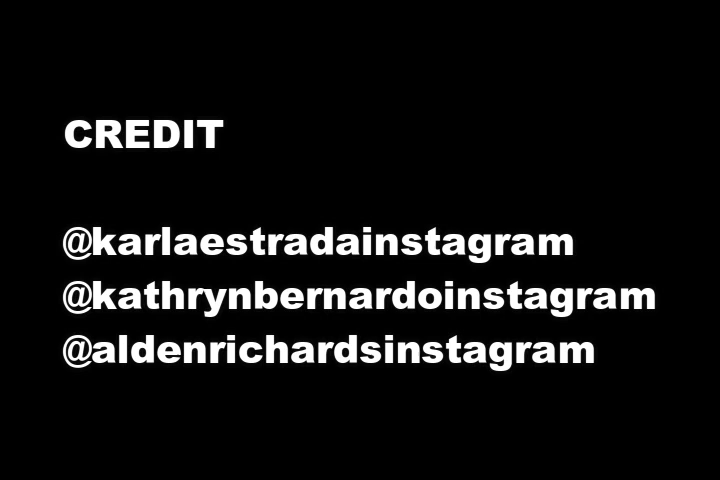 CREDIT
@karlaestradainstagram
@kathrynbernardoinstagram
@aldenrichardsinstagram